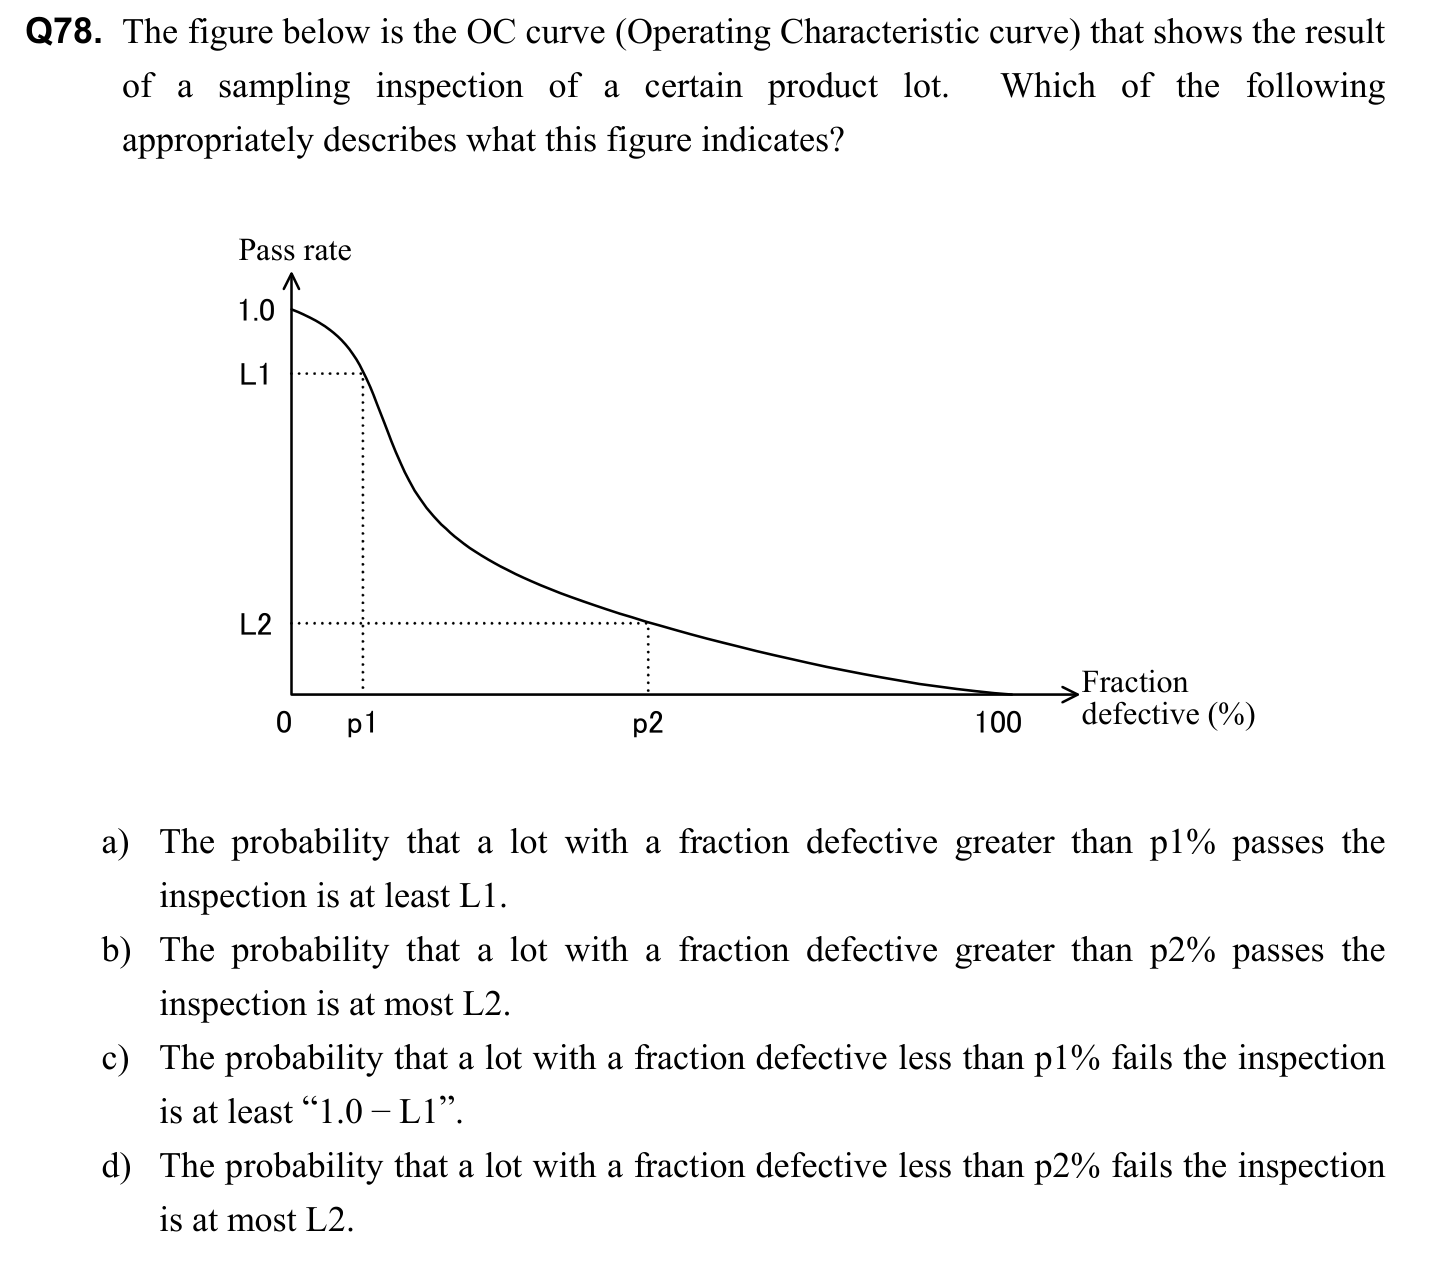 Q78. The figure below is the OC curve (Operating Characteristic curve) that shows the result
of a sampling inspection of a certain product lot. Which of the following
appropriately describes what this figure indicates?
Pass rate
1.0
L1
L2
0 p1 p2 100
Fraction
defective (%)
a) The probability that a lot with a fraction defective greater than p1% passes the
inspection is at least L1.
b) The probability that a lot with a fraction defective greater than p2% passes the
inspection is at most L2.
c) The probability that a lot with a fraction defective less than p1% fails the inspection
is at least “1.0 − L1”.
d) The probability that a lot with a fraction defective less than p2% fails the inspection
is at most L2.